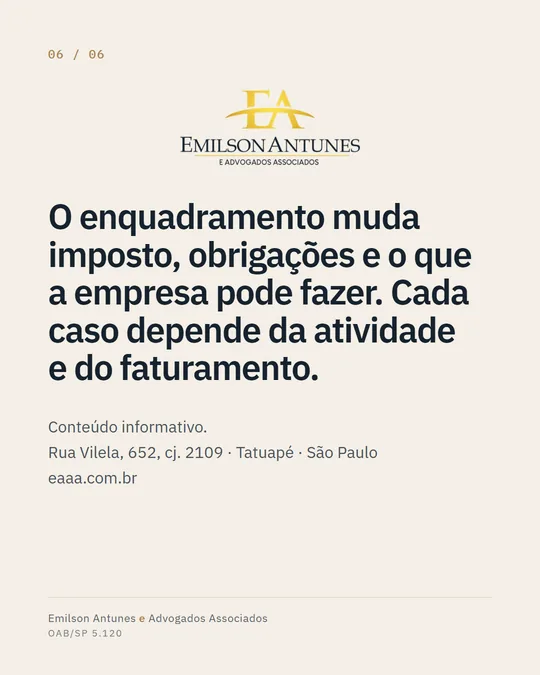 06 / 06
EA
EMILSON ANTUNES
E ADVOGADOS ASSOCIADOS
O enquadramento muda
imposto, obrigações e o que
a empresa pode fazer. Cada
caso depende da atividade
e do faturamento.
Conteúdo informativo.
Rua Vilela, 652, cj. 2109 · Tatuapé · São Paulo
eaaa.com.br
Emilson Antunes e Advogados Associados
OAB/SP 5.120